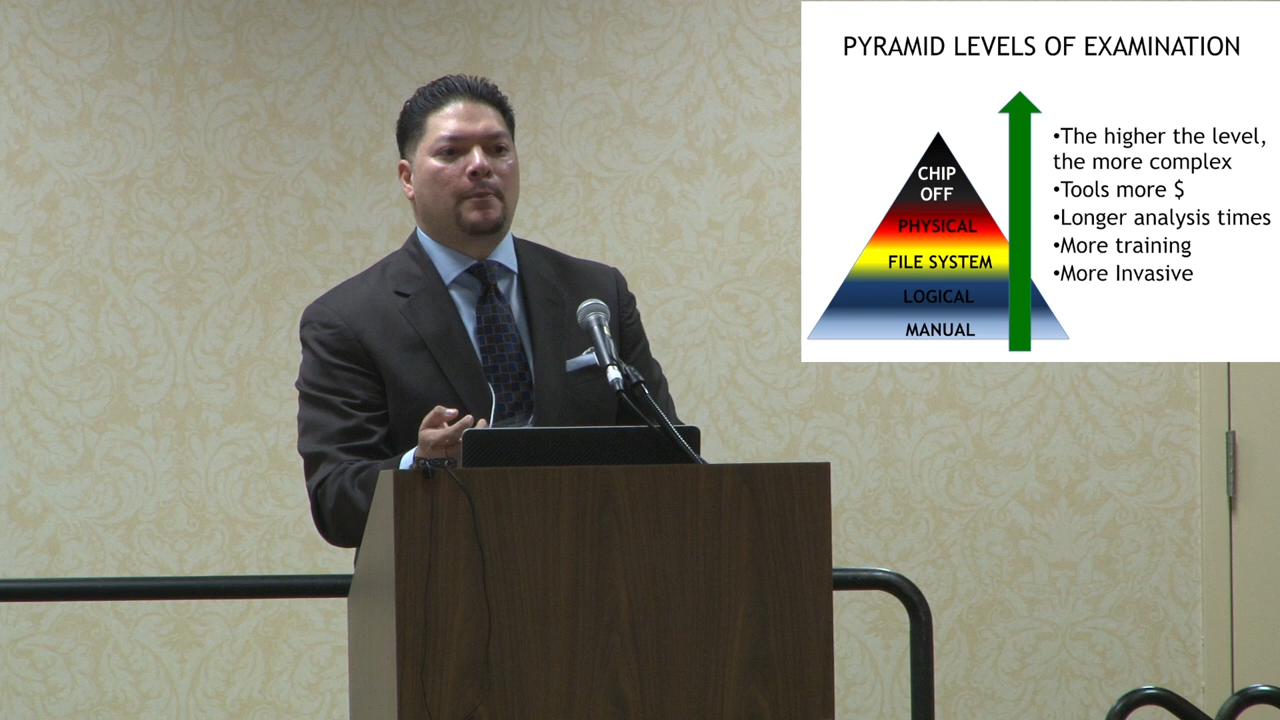 PYRAMID LEVELS OF EXAMINATION
CHIP
OFF
PHYSICAL
FILE SYSTEM
LOGICAL
MANUAL
•The higher the level,
the more complex
•Tools more $
•Longer analysis times
•More training
•More Invasive